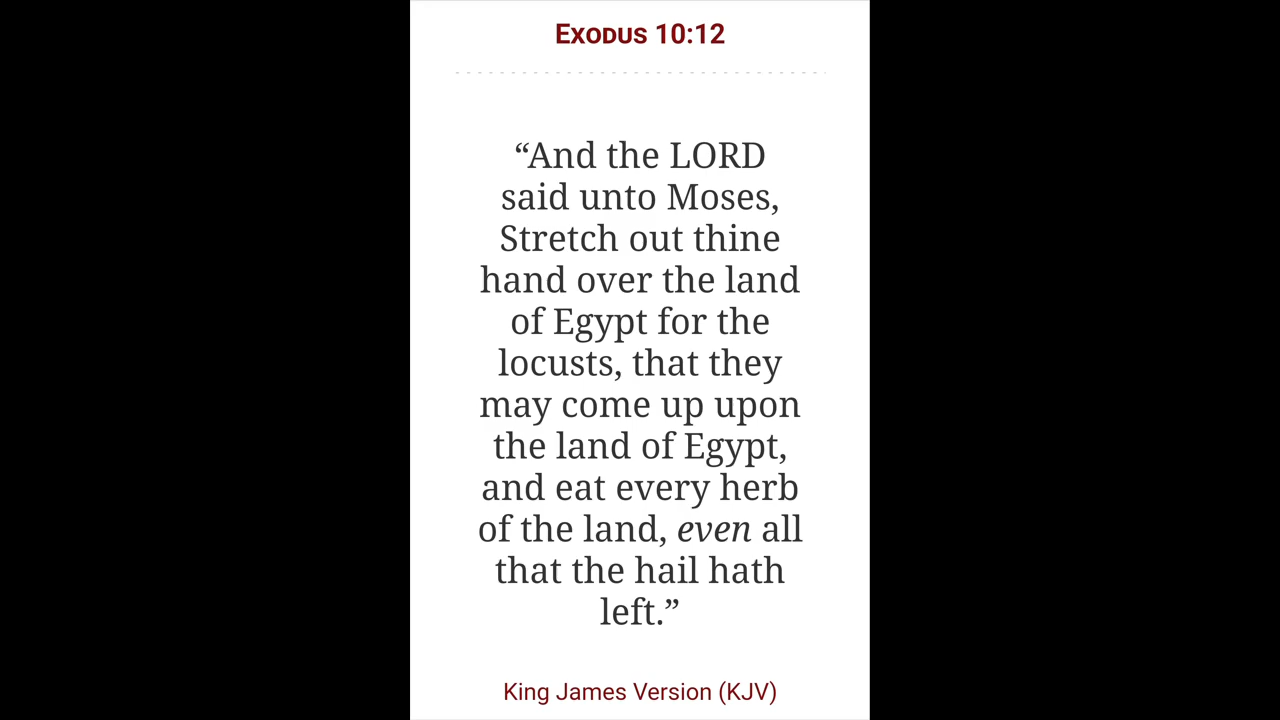 Exodus 10:12
“And the LORD
said unto Moses,
Stretch out thine
hand over the land
of Egypt for the
locusts, that they
may come up upon
the land of Egypt,
and eat every herb
of the land, even all
that the hail hath
left.”
King James Version (KJV)